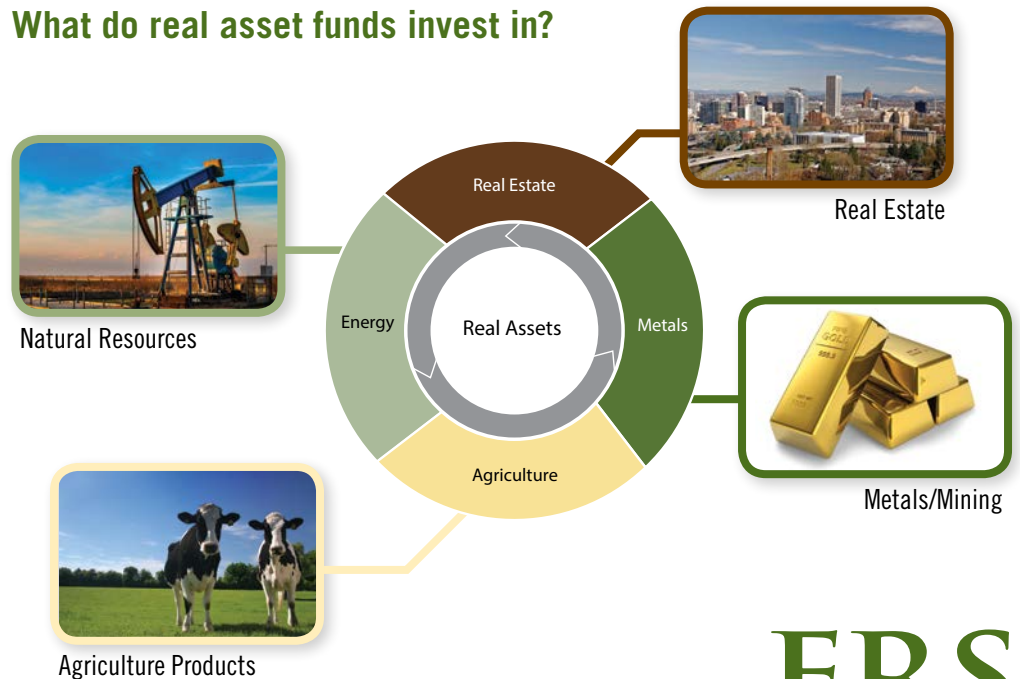 What do real asset funds invest in?
Real Estate
Real Estate
Natural Resources
Energy
Real Assets
Metals
Metals/Mining
Agriculture
Agriculture Products